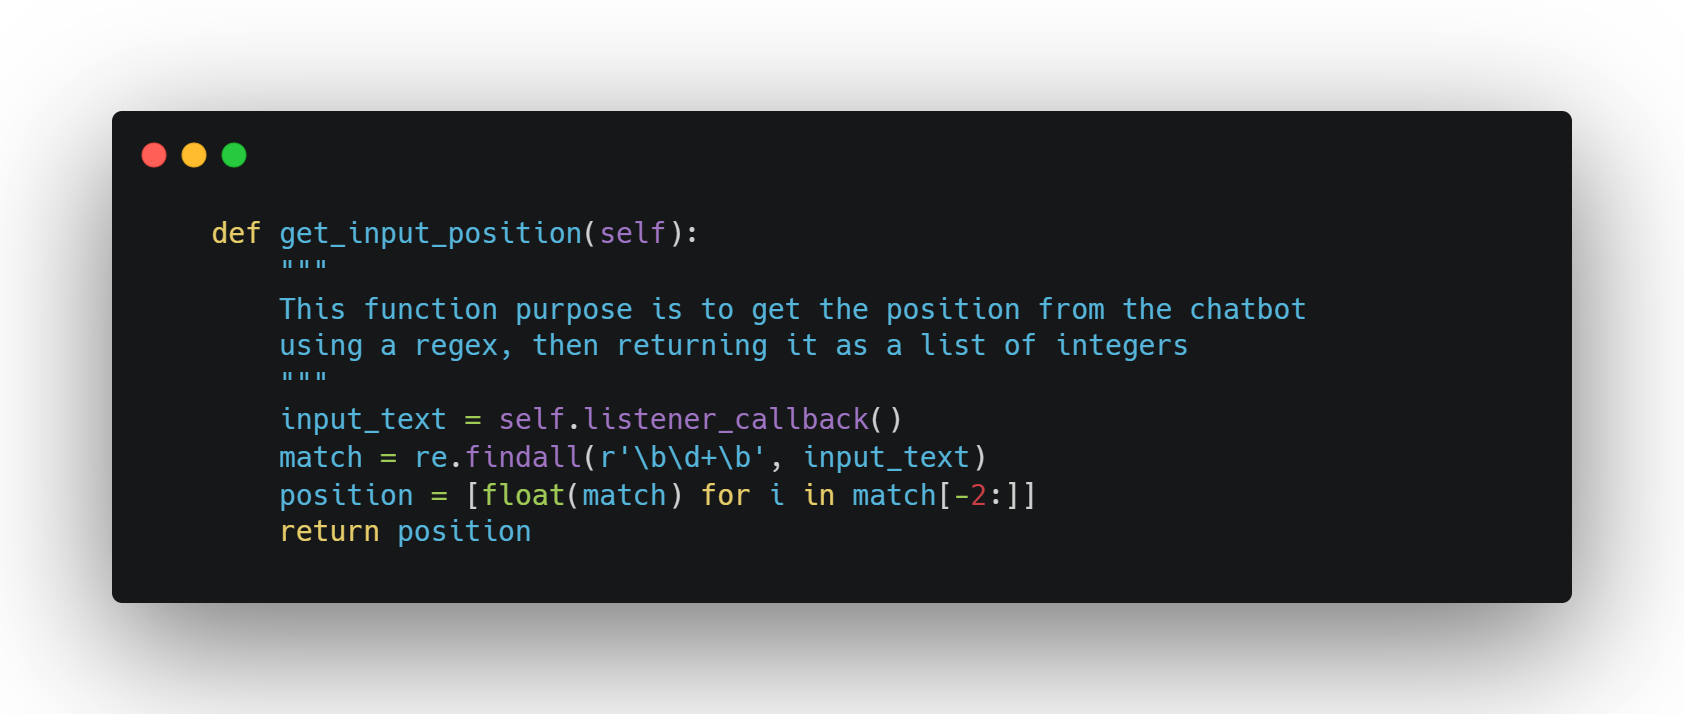 def get_input_position(self):
"""
This function purpose is to get the position from the chatbot
using a regex, then returning it as a list of integers
"""
input_text = self.listener_callback()
match = re.findall(r'\b\d+\b', input_text)
position = [float(match) for i in match[-2:]]
return position